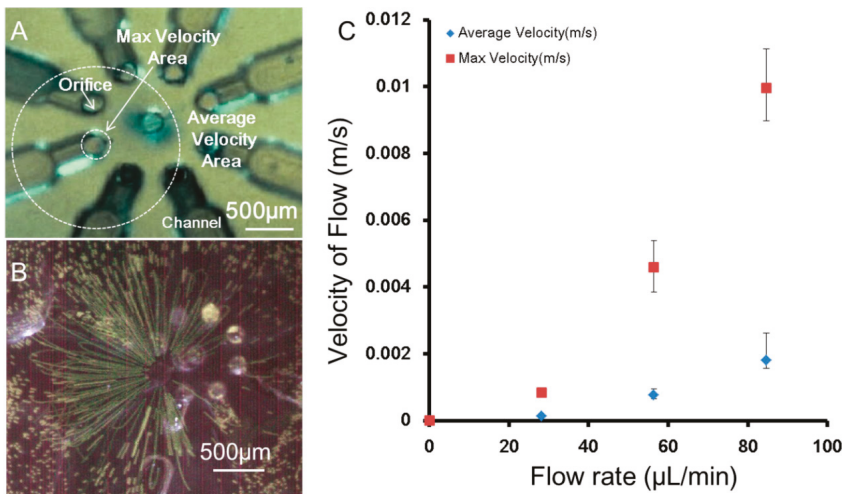 A
Max Velocity
Area
Orifice
Average
Velocity
Area
Channel
500µm
B
500µm
C
Average Velocity(m/s)
Max Velocity(m/s)
Velocity of Flow (m/s)
0.012
0.01
0.008
0.006
0.004
0.002
0
0 20 40 60 80 100
Flow rate (µL/min)